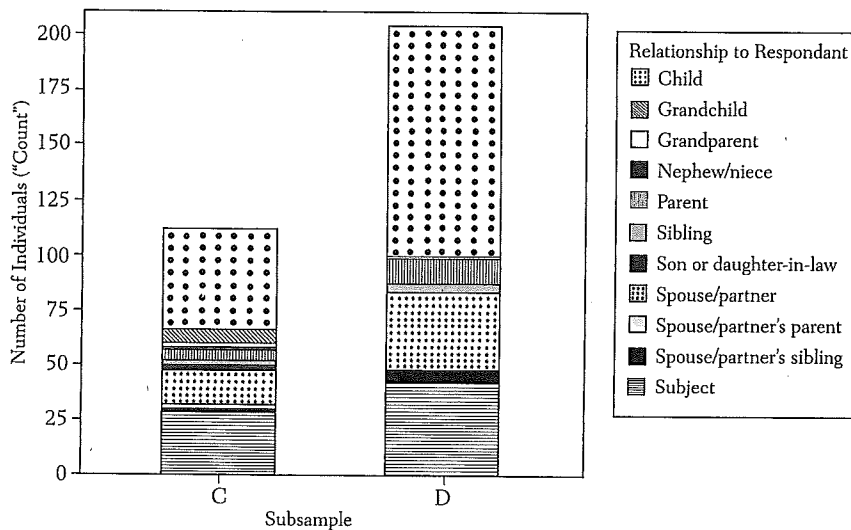 Number of Individuals ("Count")
200
175
150
125
100
75
50
25
0
C
D
Subsample
Relationship to Respondant
Child
Grandchild
Grandparent
Nephew/niece
Parent
Sibling
Son or daughter-in-law
Spouse/partner
Spouse/partner's parent
Spouse/partner's sibling
Subject